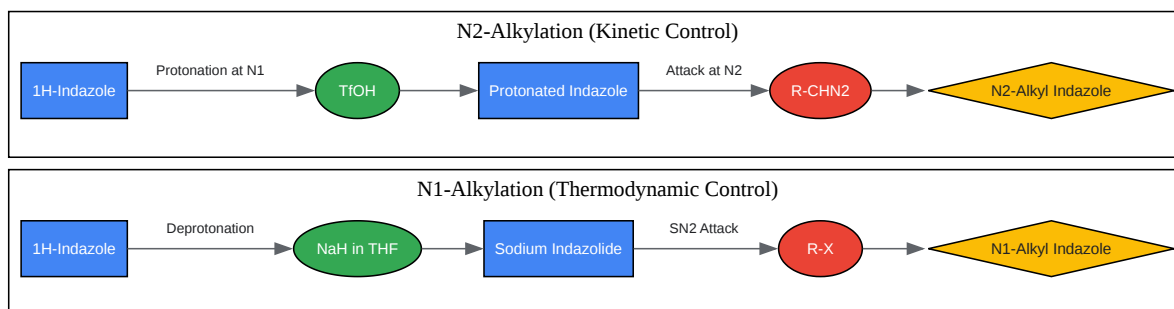 N2-Alkylation (Kinetic Control)
Protonation at N1
Attack at N2
1H-Indazole
TfOH
Protonated Indazole
R-CHN2
N2-Alkyl Indazole
N1-Alkylation (Thermodynamic Control)
Deprotonation
SN2 Attack
1H-Indazole
NaH in THF
Sodium Indazolide
R-X
N1-Alkyl Indazole